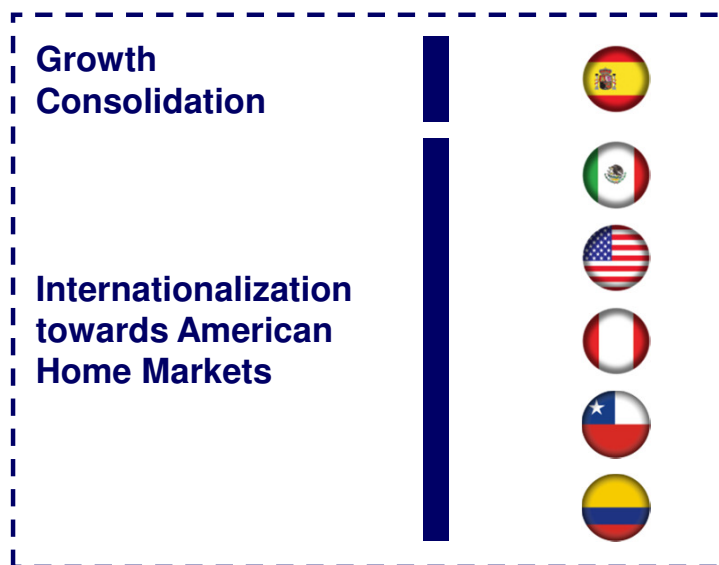 Growth
Consolidation
Internationalization
towards American
Home Markets